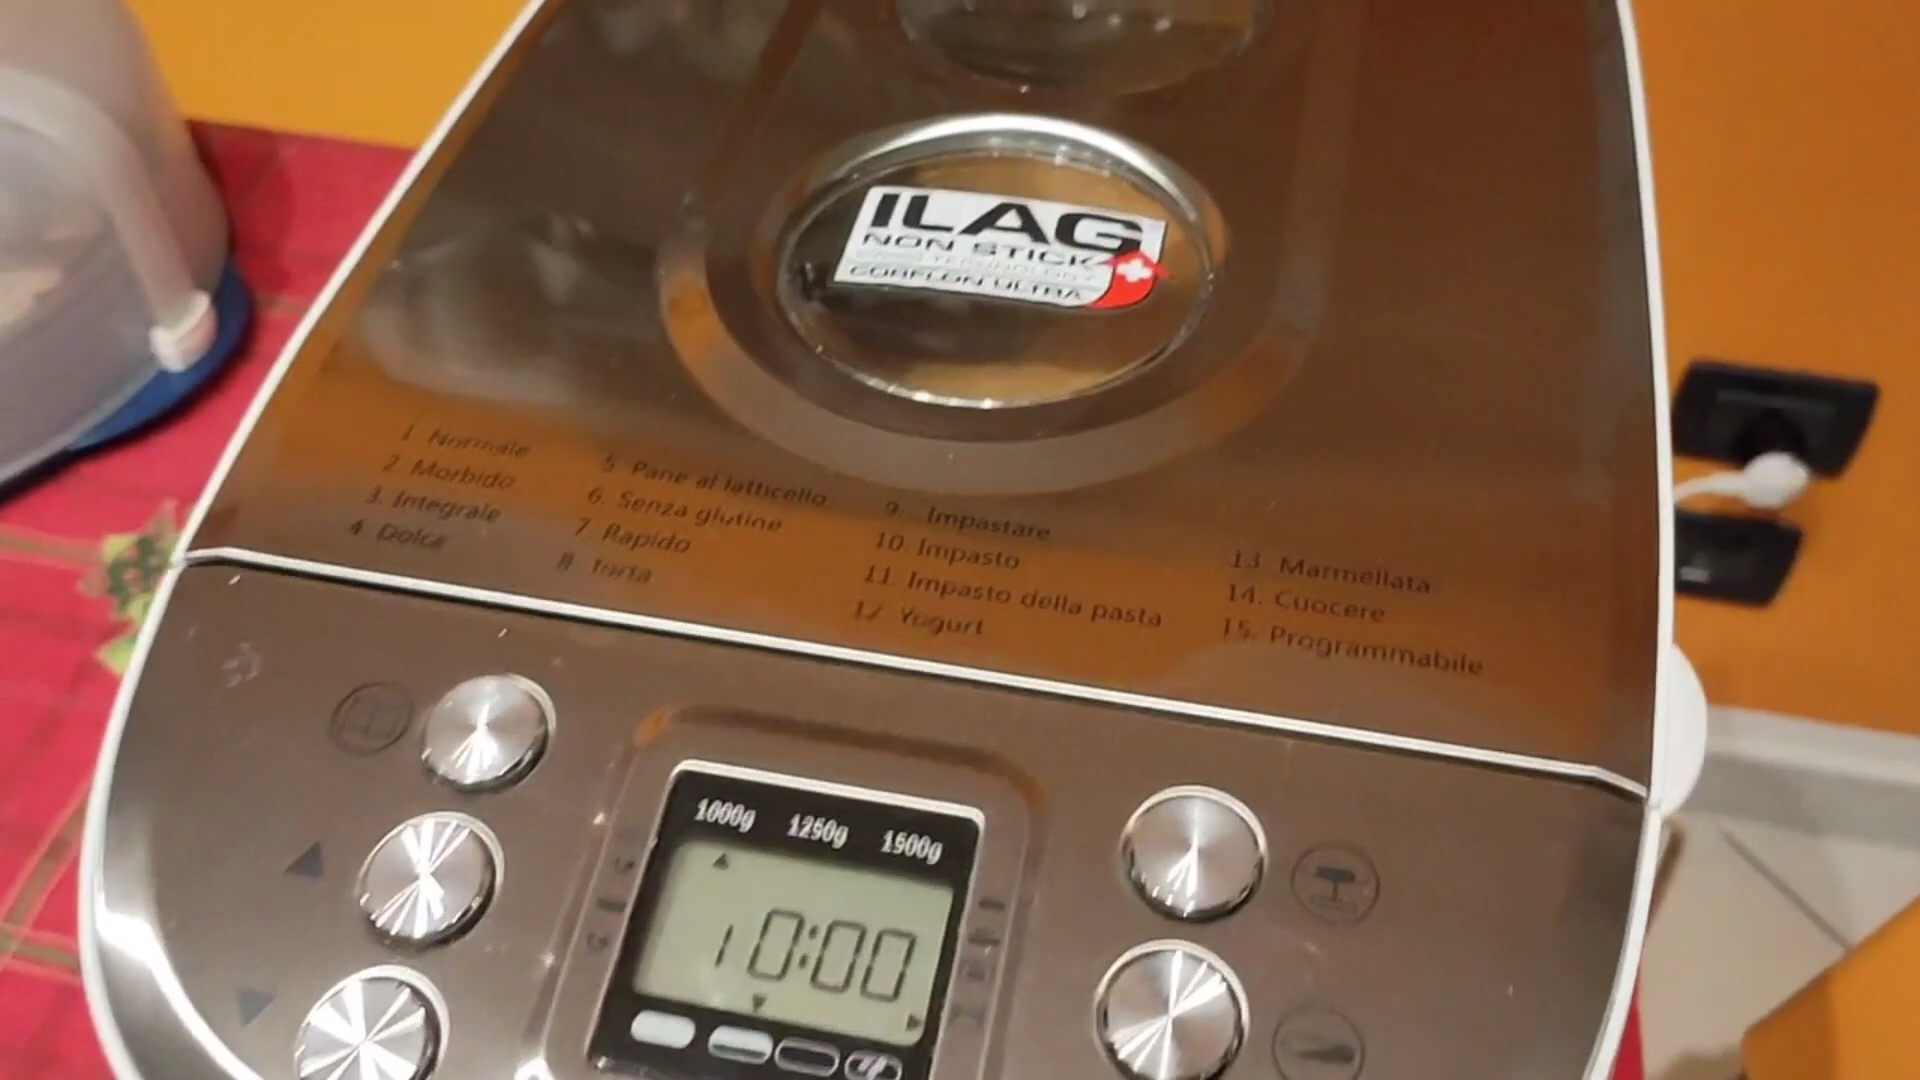 ILAG
NON STICK
TECHNOLOGY
CORFLON ULTRA
1 Normale
2. Morbido
3. Integrale
4 Dolce
5 Pane al latticello
6. Senza glutine
7 Rapido
8 Torta
9. Impastare
10. Impasto
11. Impasto della pasta
12 Yogurt
13 Marmellata
14. Cuocere
15. Programmabile
1000g 1250g 1500g
1 0:00